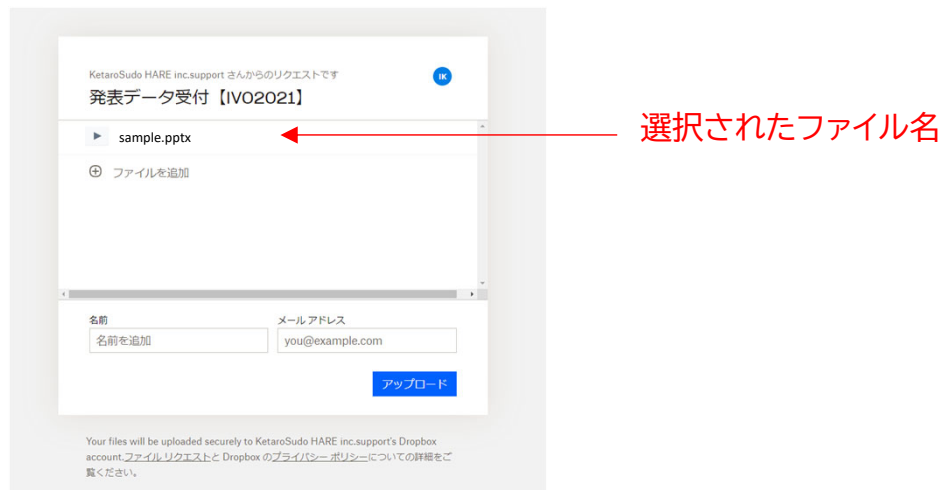 KetaroSudo HARE inc.support さんからのリクエストです
発表データ受付【IVO2021】
IK
sample.pptx
選択されたファイル名
ファイルを追加
名前
メール アドレス
名前を追加
you@example.com
アップロード
Your files will be uploaded securely to KetaroSudo HARE inc.support's Dropbox
account.ファイル リクエストと Dropbox のプライバシー ポリシーについての詳細をご
覧ください。